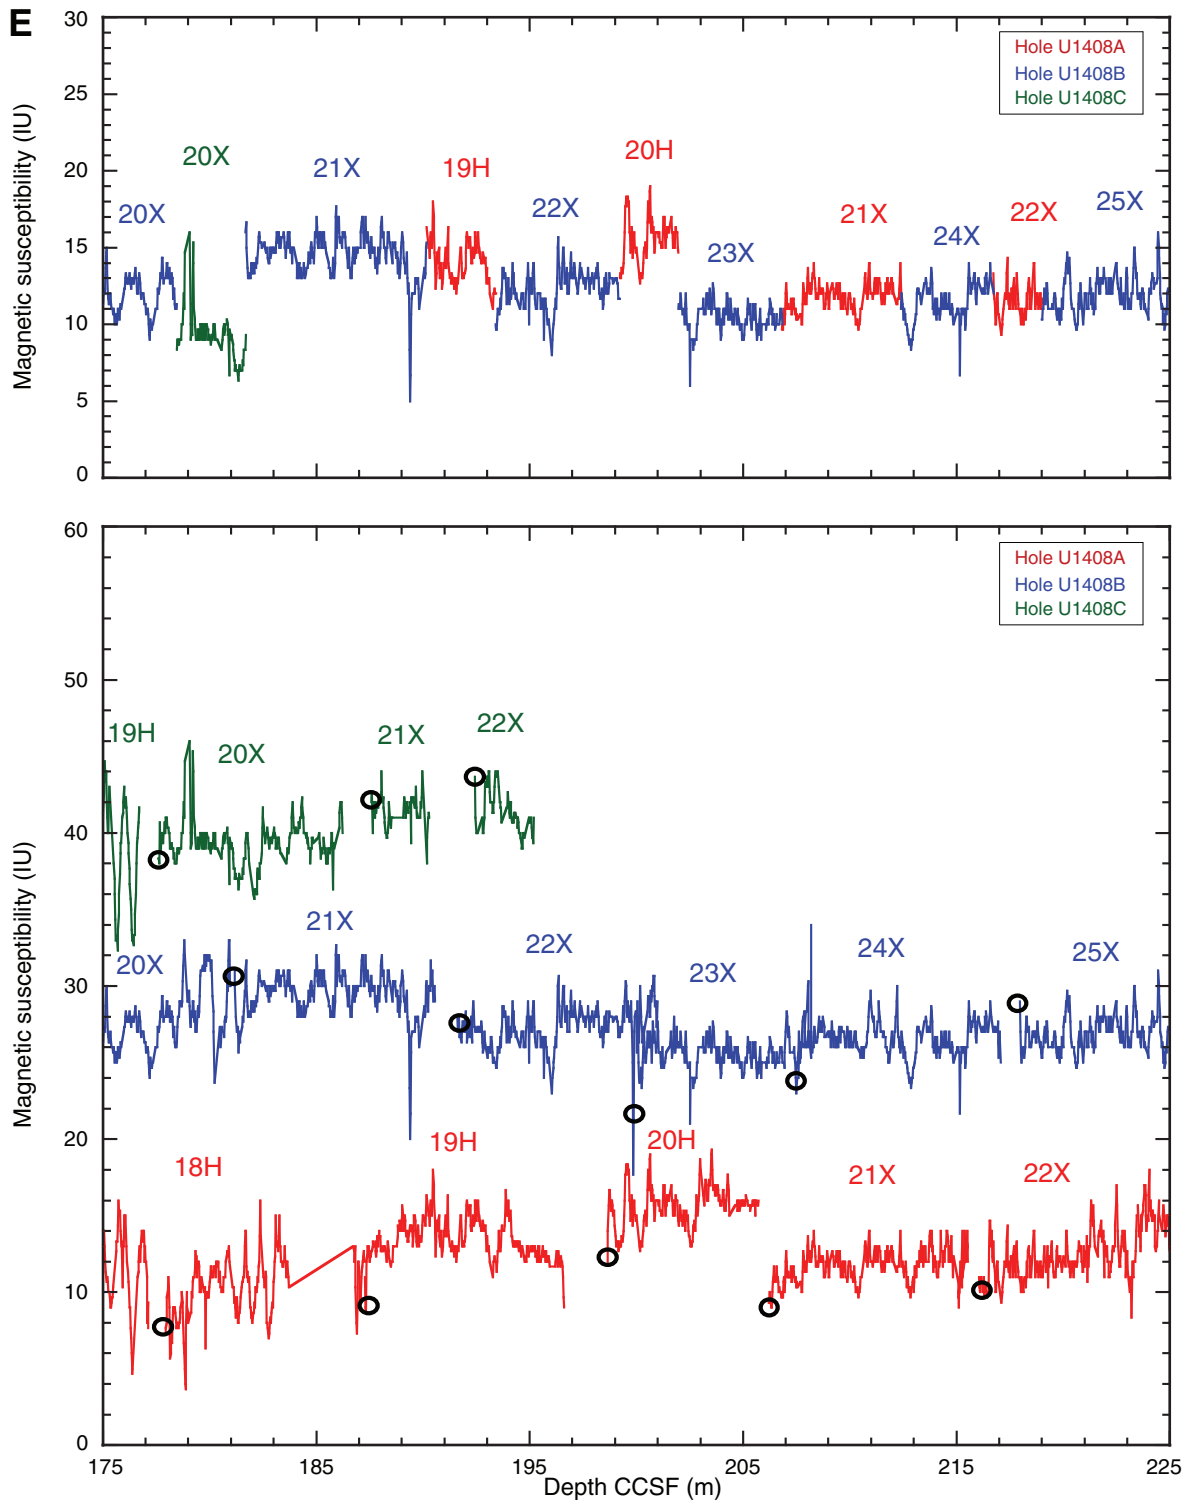 E
30
25
20
15
10
5
0
Magnetic susceptibility (IU)
Hole U1408A
Hole U1408B
Hole U1408C
20X
20X
21X
19H
22X
20H
23X
21X
24X
22X
25X
60
50
40
30
20
10
0
Magnetic susceptibility (IU)
Hole U1408A
Hole U1408B
Hole U1408C
19H
20X
21X
22X
20X
21X
22X
23X
24X
25X
18H
19H
20H
21X
22X
175
185
195
205
215
225
Depth CCSF (m)